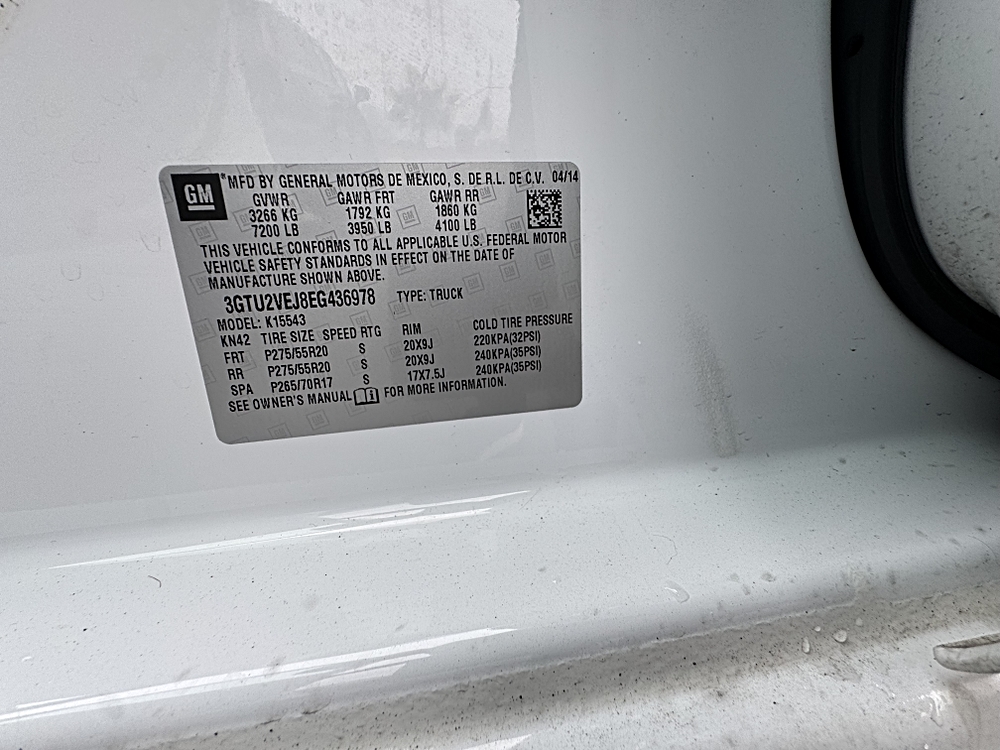 GM ® MFD BY GENERAL MOTORS DE MEXICO, S. DE R.L. DE C.V. 04/14
GVWR GAWR FRT GAWR RR
3266 KG 1792 KG 1860 KG
7200 LB 3950 LB 4100 LB
THIS VEHICLE CONFORMS TO ALL APPLICABLE U.S. FEDERAL MOTOR
VEHICLE SAFETY STANDARDS IN EFFECT ON THE DATE OF
MANUFACTURE SHOWN ABOVE.
3GTU2VEJ8EG436978 TYPE: TRUCK
MODEL: K15543
KN42 TIRE SIZE SPEED RTG RIM COLD TIRE PRESSURE
FRT P275/55R20 S 20X9J 220KPA(32PSI)
RR P275/55R20 S 20X9J 240KPA(35PSI)
SPA P265/70R17 S 17X7.5J 240KPA(35PSI)
SEE OWNER'S MANUAL i FOR MORE INFORMATION.